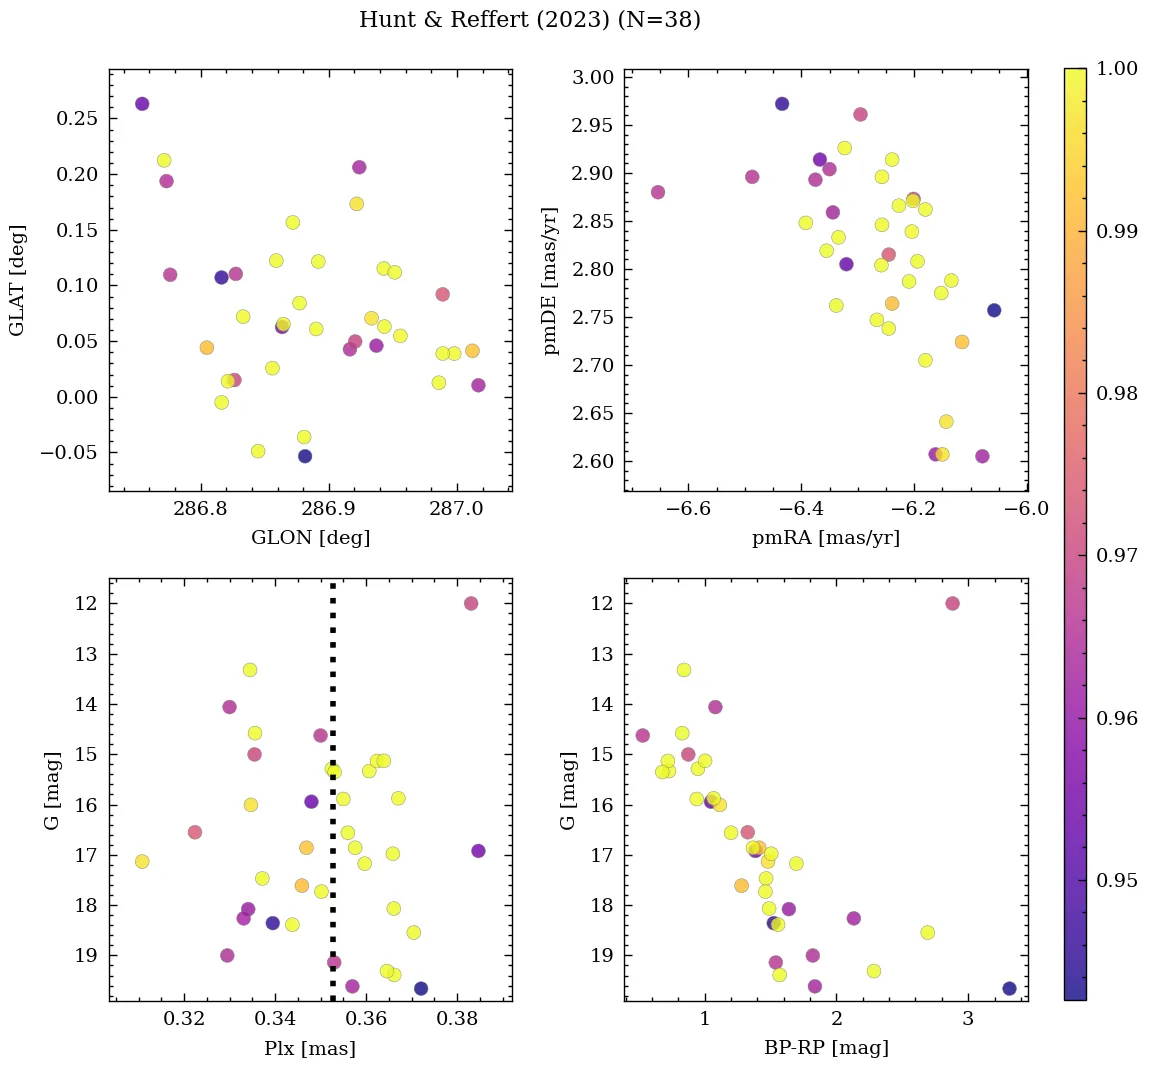 Hunt & Reffert (2023) (N=38)
0.25
0.20
0.15
0.10
0.05
0.00
−0.05
GLAT [deg]
286.8 286.9 287.0
GLON [deg]
3.00
2.95
2.90
2.85
2.80
2.75
2.70
2.65
2.60
pmDE [mas/yr]
−6.6 −6.4 −6.2 −6.0
pmRA [mas/yr]
12
13
14
15
16
17
18
19
G [mag]
0.32 0.34 0.36 0.38
Plx [mas]
12
13
14
15
16
17
18
19
G [mag]
1 2 3
BP-RP [mag]
1.00
0.99
0.98
0.97
0.96
0.95